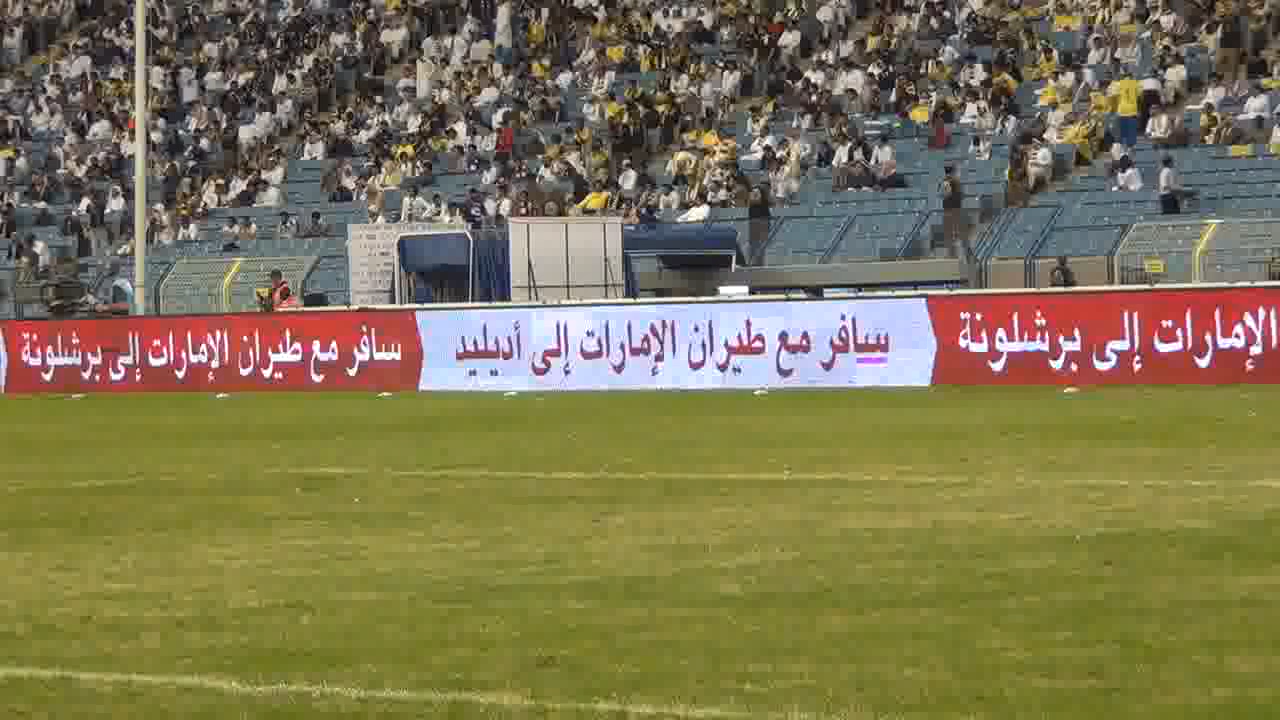 الإمارات إلى برشلونة
سافر مع طيران الإمارات إلى أديليد
سافر مع طيران الإمارات إلى برشلونة